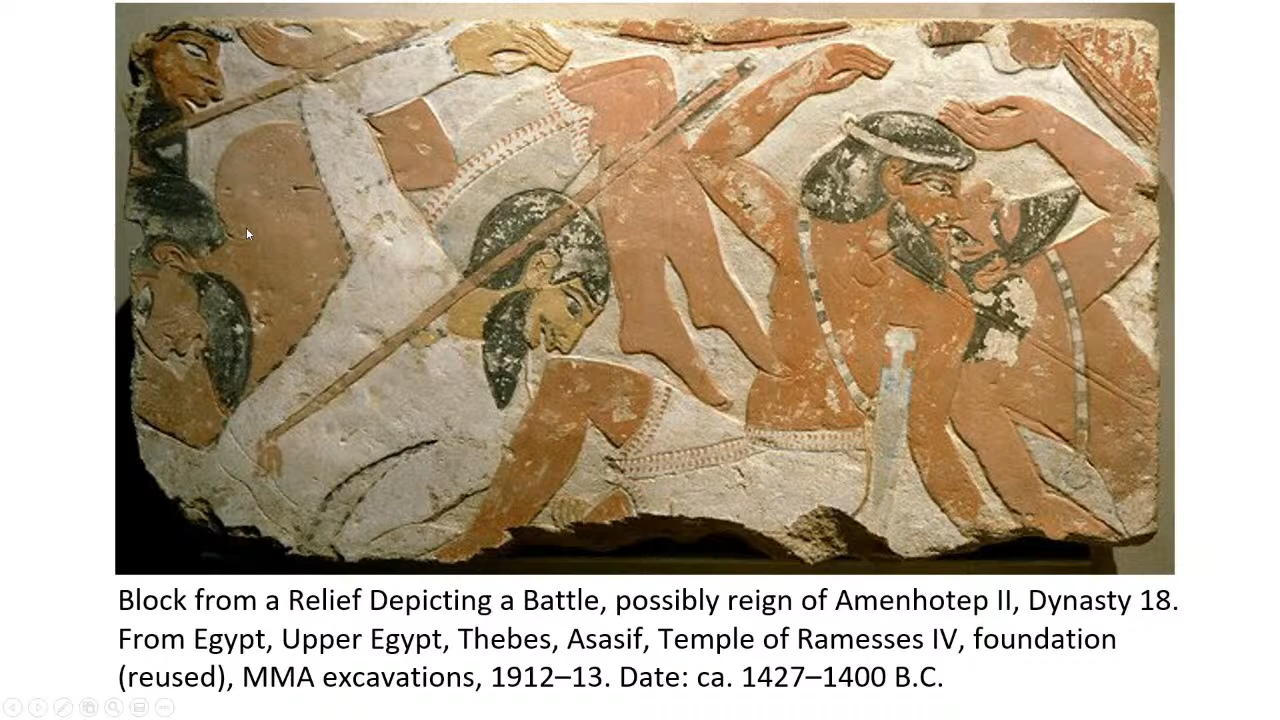 Block from a Relief Depicting a Battle, possibly reign of Amenhotep II, Dynasty 18.
From Egypt, Upper Egypt, Thebes, Asasif, Temple of Ramesses IV, foundation
(reused), MMA excavations, 1912–13. Date: ca. 1427–1400 B.C.